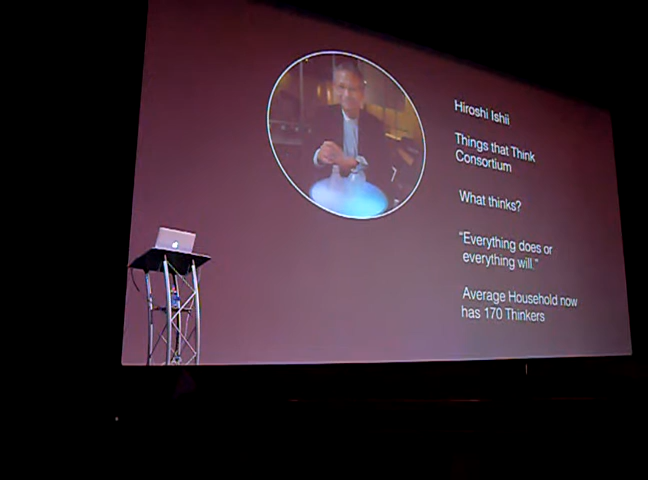 Hiroshi Ishii
Things that Think
Consortium
What thinks?
"Everything does or
everything will."
Average Household now
has 170 Thinkers